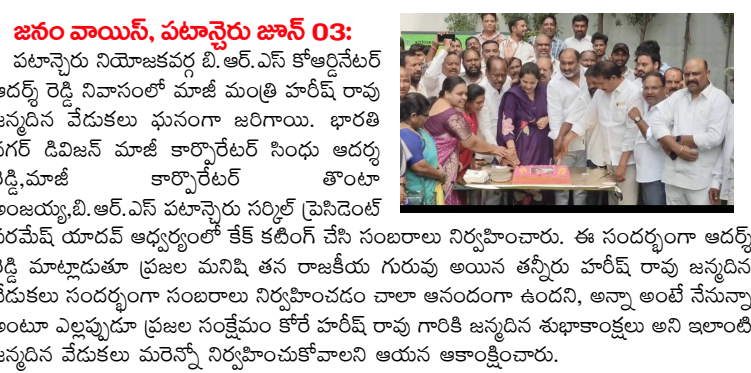 జనం వాయిస్, పటాన్చెరు జూన్ 03:
పటాన్చెరు నియోజకవర్గ బి.ఆర్.ఎస్ కోఆర్డినేటర్
ఆదర్శ్ రెడ్డి నివాసంలో మాజీ మంత్రి హరీష్ రావు
జన్మదిన వేడుకలు ఘనంగా జరిగాయి. భారతి
నగర్ డివిజన్ మాజీ కార్పొరేటర్ సింధు ఆదర్శ
రెడ్డి,మాజీ కార్పొరేటర్ తొంటా
అంజయ్య,బి.ఆర్.ఎస్ పటాన్చెరు సర్కిల్ ప్రెసిడెంట్
పరమేష్ యాదవ్ ఆధ్వర్యంలో కేక్ కటింగ్ చేసి సంబరాలు నిర్వహించారు. ఈ సందర్భంగా ఆదర్శ్
రెడ్డి మాట్లాడుతూ ప్రజల మనిషి తన రాజకీయ గురువు అయిన తన్నీరు హరీష్ రావు జన్మదిన
వేడుకలు సందర్భంగా సంబరాలు నిర్వహించడం చాలా ఆనందంగా ఉందని, అన్నా అంటే నేనున్నా
అంటూ ఎల్లప్పుడూ ప్రజల సంక్షేమం కోరే హరీష్ రావు గారికి జన్మదిన శుభాకాంక్షలు అని ఇలాంటి
జన్మదిన వేడుకలు మరెన్నో నిర్వహించుకోవాలని ఆయన ఆకాంక్షించారు.